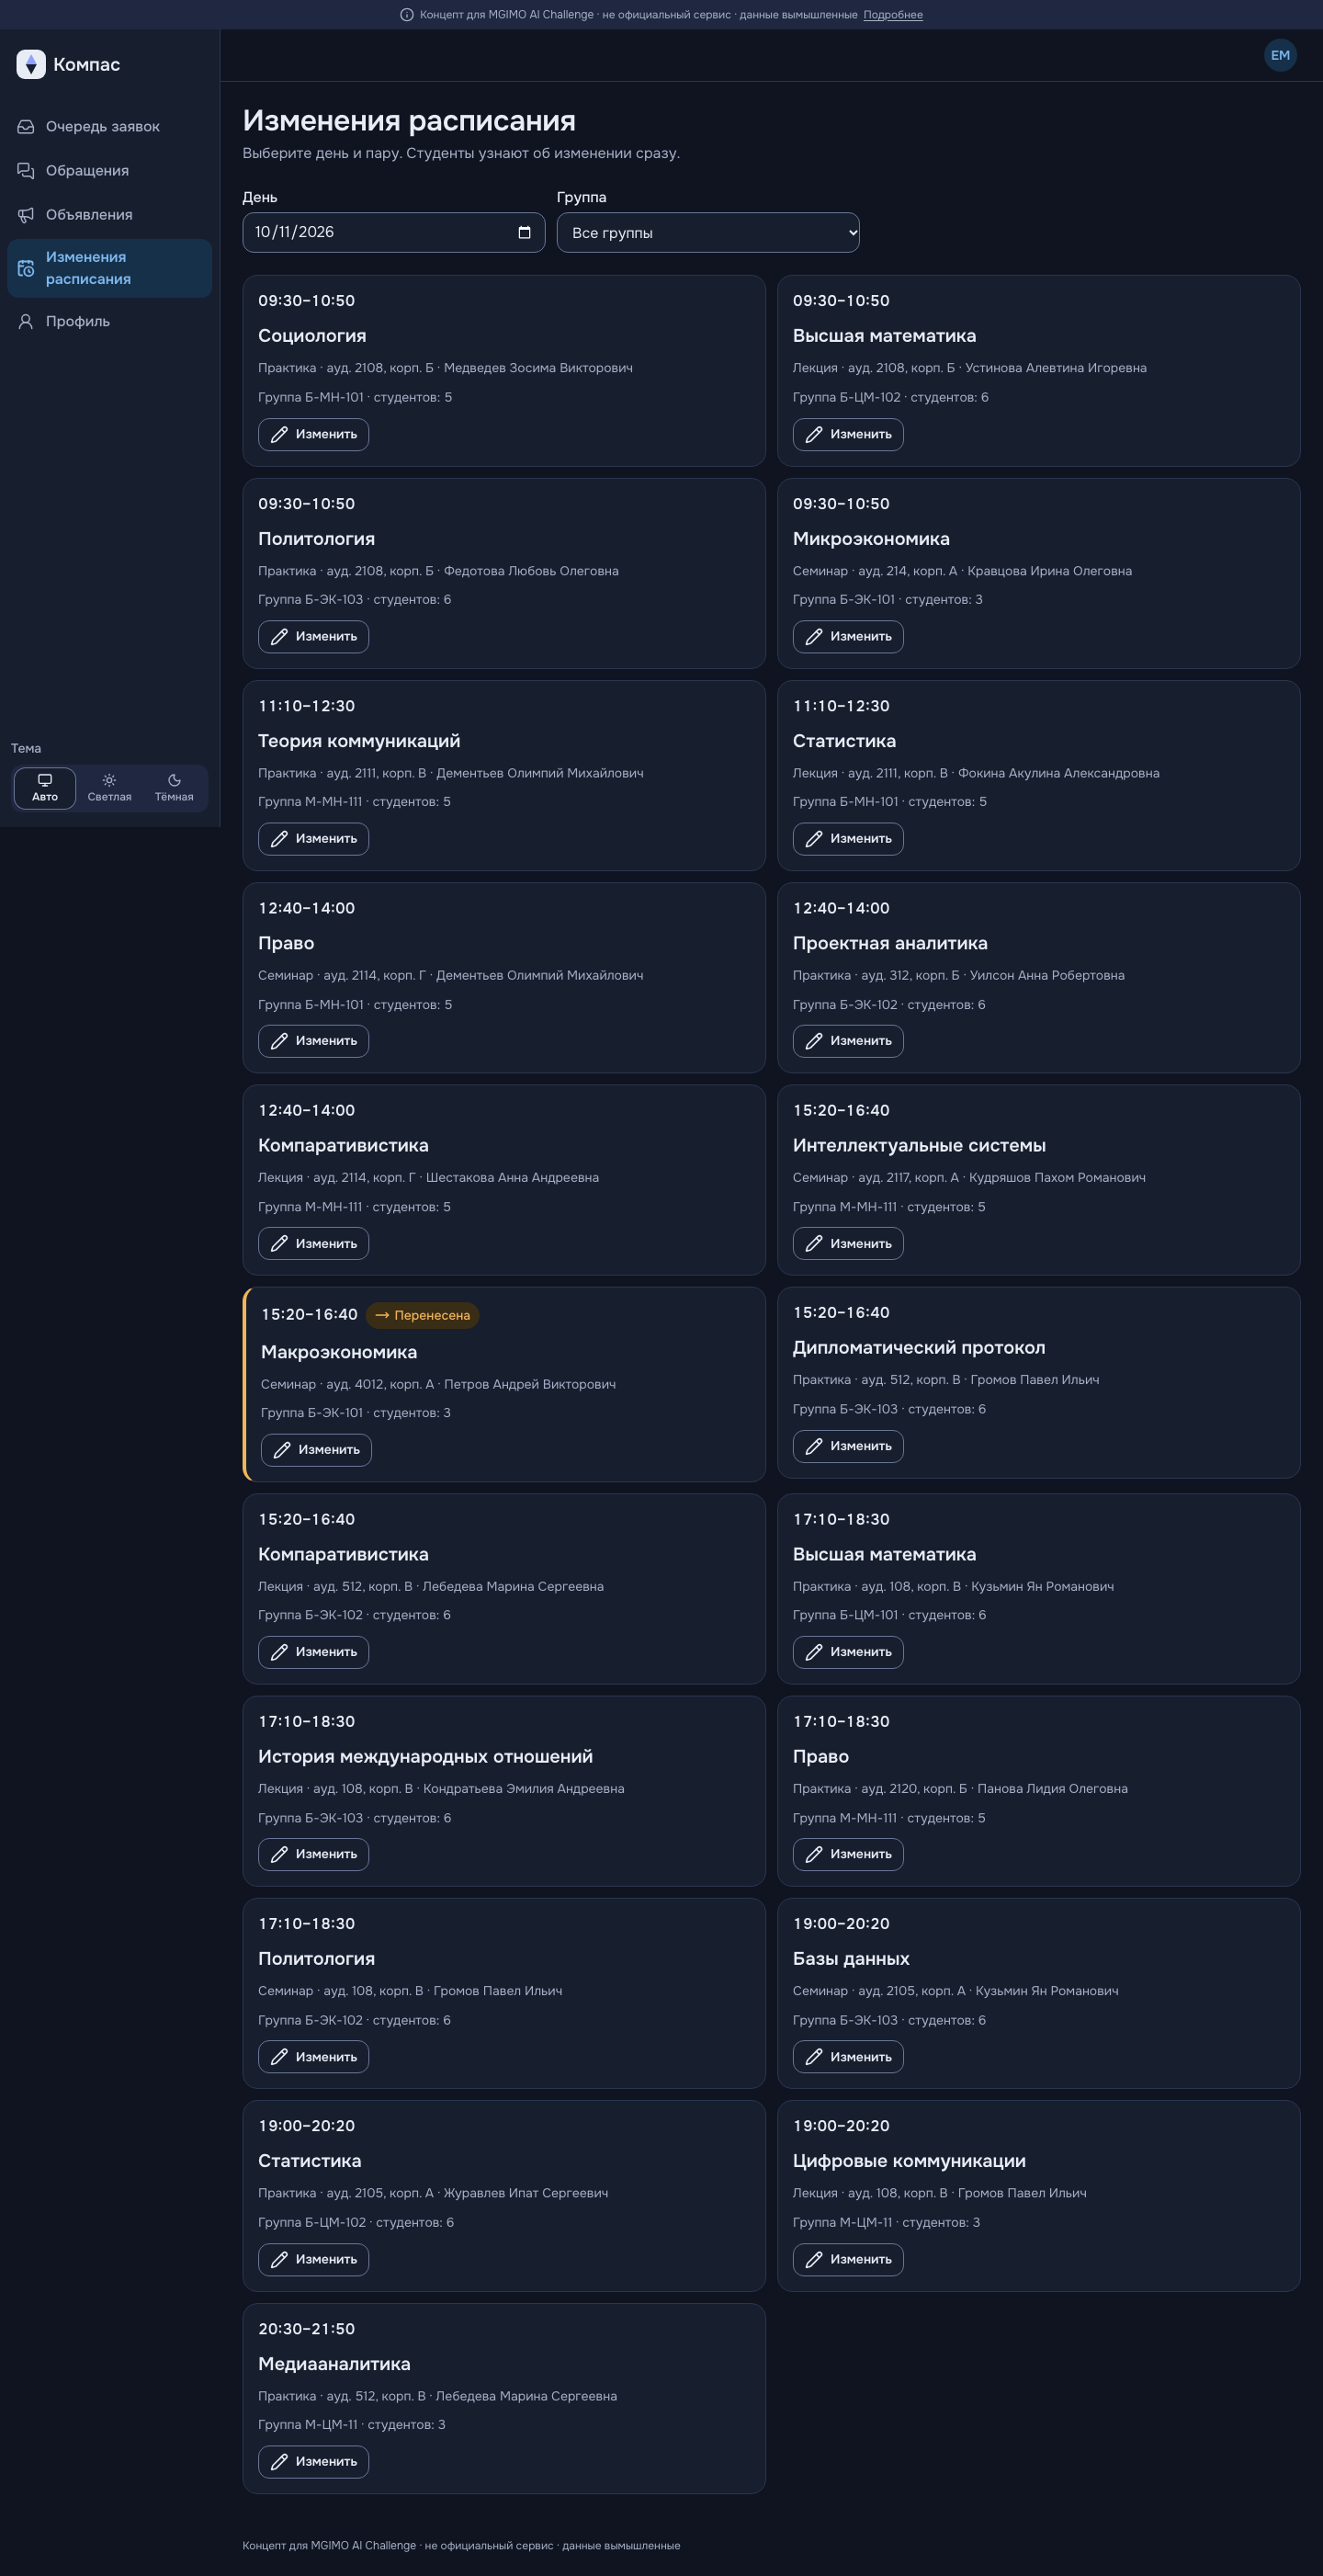 Концепт для MGIMO AI Challenge · не официальный сервис · данные вымышленные Подробнее
Компас
Очередь заявок
Обращения
Объявления
Изменения
расписания
Профиль
Тема
Авто
Светлая
Тёмная
ЕМ
Изменения расписания
Выберите день и пару. Студенты узнают об изменении сразу.
День
Группа
10/11/2026
Все группы
09:30–10:50
Социология
Практика · ауд. 2108, корп. Б · Медведев Зосима Викторович
Группа Б-МН-101 · студентов: 5
Изменить
09:30–10:50
Высшая математика
Лекция · ауд. 2108, корп. Б · Устинова Алевтина Игоревна
Группа Б-ЦМ-102 · студентов: 6
Изменить
09:30–10:50
Политология
Практика · ауд. 2108, корп. Б · Федотова Любовь Олеговна
Группа Б-ЭК-103 · студентов: 6
Изменить
09:30–10:50
Микроэкономика
Семинар · ауд. 214, корп. А · Кравцова Ирина Олеговна
Группа Б-ЭК-101 · студентов: 3
Изменить
11:10–12:30
Теория коммуникаций
Практика · ауд. 2111, корп. В · Дементьев Олимпий Михайлович
Группа М-МН-111 · студентов: 5
Изменить
11:10–12:30
Статистика
Лекция · ауд. 2111, корп. В · Фокина Акулина Александровна
Группа Б-МН-101 · студентов: 5
Изменить
12:40–14:00
Право
Семинар · ауд. 2114, корп. Г · Дементьев Олимпий Михайлович
Группа Б-МН-101 · студентов: 5
Изменить
12:40–14:00
Проектная аналитика
Практика · ауд. 312, корп. Б · Уилсон Анна Робертовна
Группа Б-ЭК-102 · студентов: 6
Изменить
12:40–14:00
Компаративистика
Лекция · ауд. 2114, корп. Г · Шестакова Анна Андреевна
Группа М-МН-111 · студентов: 5
Изменить
15:20–16:40
Интеллектуальные системы
Семинар · ауд. 2117, корп. А · Кудряшов Пахом Романович
Группа М-МН-111 · студентов: 5
Изменить
15:20–16:40 → Перенесена
Макроэкономика
Семинар · ауд. 4012, корп. А · Петров Андрей Викторович
Группа Б-ЭК-101 · студентов: 3
Изменить
15:20–16:40
Дипломатический протокол
Практика · ауд. 512, корп. В · Громов Павел Ильич
Группа Б-ЭК-103 · студентов: 6
Изменить
15:20–16:40
Компаративистика
Лекция · ауд. 512, корп. В · Лебедева Марина Сергеевна
Группа Б-ЭК-102 · студентов: 6
Изменить
17:10–18:30
Высшая математика
Практика · ауд. 108, корп. В · Кузьмин Ян Романович
Группа Б-ЦМ-101 · студентов: 6
Изменить
17:10–18:30
История международных отношений
Лекция · ауд. 108, корп. В · Кондратьева Эмилия Андреевна
Группа Б-ЭК-103 · студентов: 6
Изменить
17:10–18:30
Право
Практика · ауд. 2120, корп. Б · Панова Лидия Олеговна
Группа М-МН-111 · студентов: 5
Изменить
17:10–18:30
Политология
Семинар · ауд. 108, корп. В · Громов Павел Ильич
Группа Б-ЭК-102 · студентов: 6
Изменить
19:00–20:20
Базы данных
Семинар · ауд. 2105, корп. А · Кузьмин Ян Романович
Группа Б-ЭК-103 · студентов: 6
Изменить
19:00–20:20
Статистика
Практика · ауд. 2105, корп. А · Журавлев Ипат Сергеевич
Группа Б-ЦМ-102 · студентов: 6
Изменить
19:00–20:20
Цифровые коммуникации
Лекция · ауд. 108, корп. В · Громов Павел Ильич
Группа М-ЦМ-11 · студентов: 3
Изменить
20:30–21:50
Медиааналитика
Практика · ауд. 512, корп. В · Лебедева Марина Сергеевна
Группа М-ЦМ-11 · студентов: 3
Изменить
Концепт для MGIMO AI Challenge · не официальный сервис · данные вымышленные